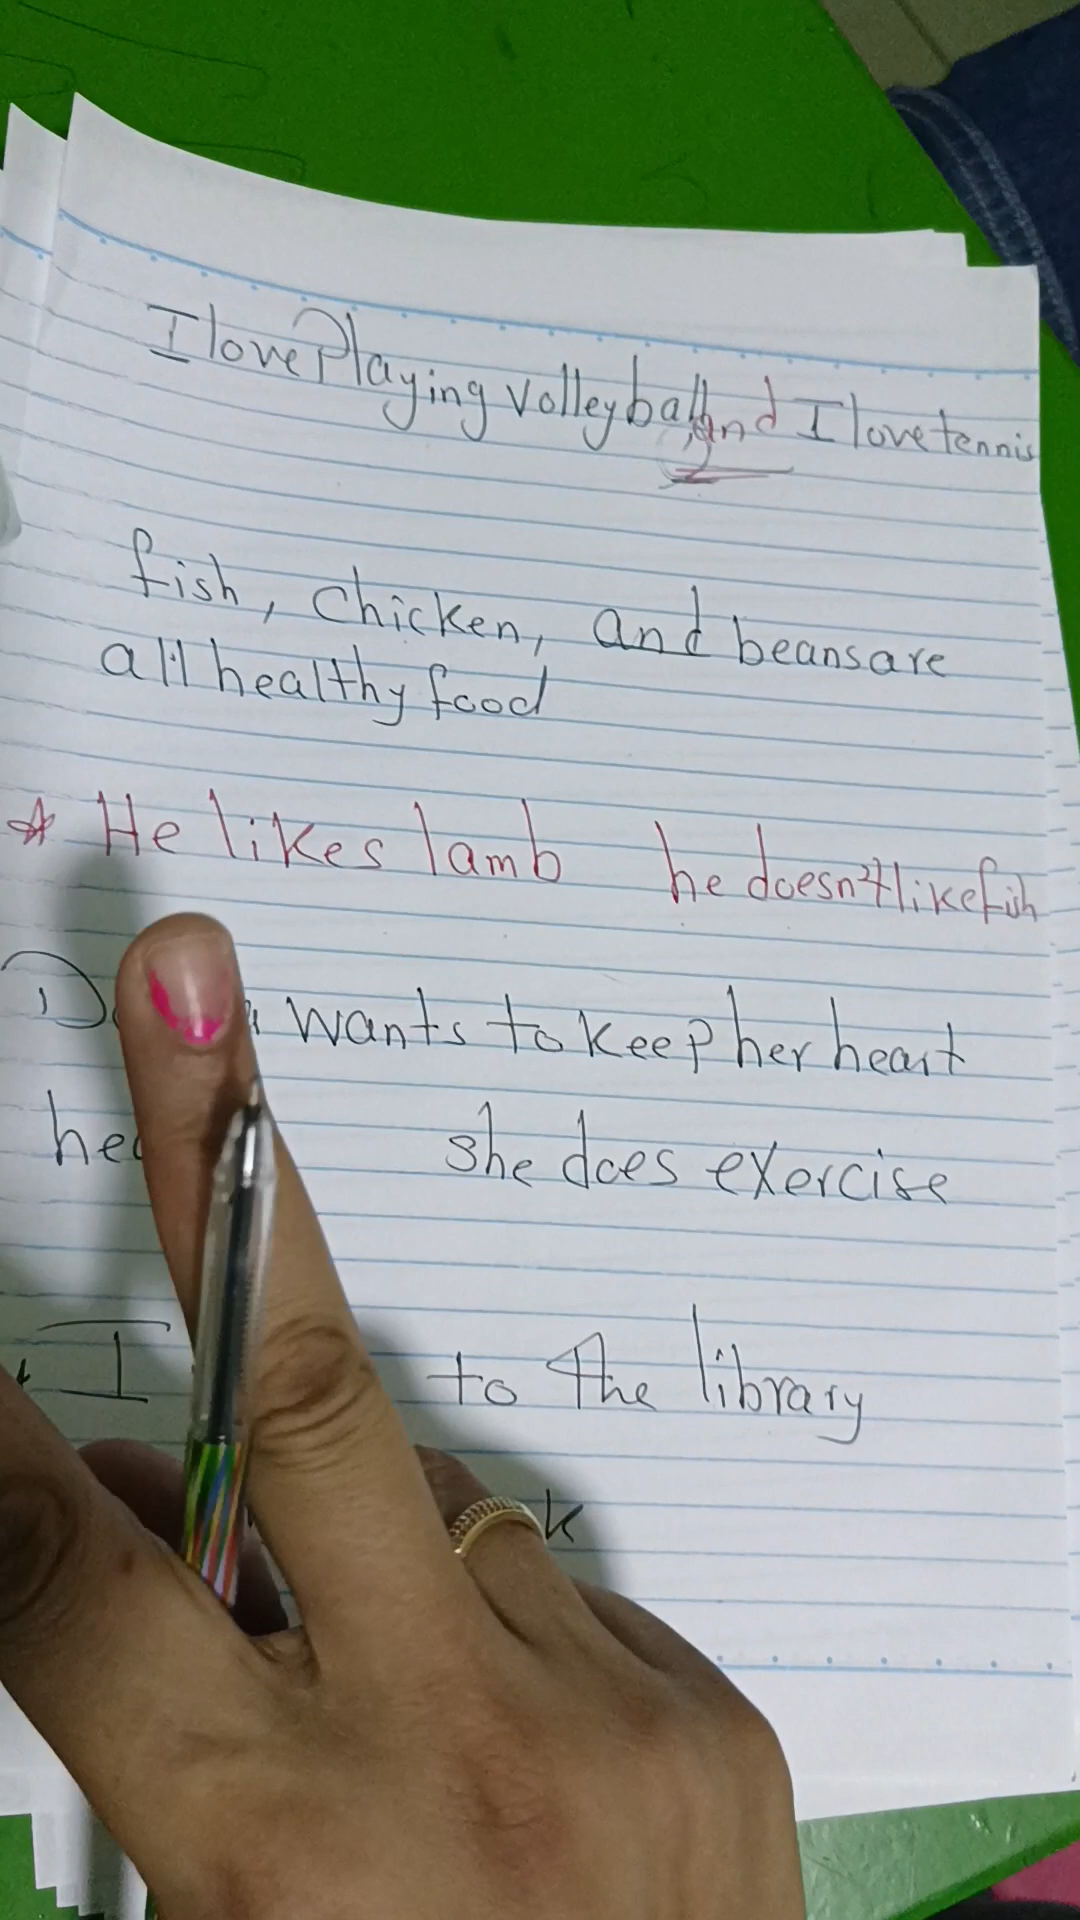 I love Playing volleyball, and I love tennis
fish, chicken, and beans are
all healthy food
He likes lamb he doesn't like fish
wants to keep her heart
she does exercise
I to the library